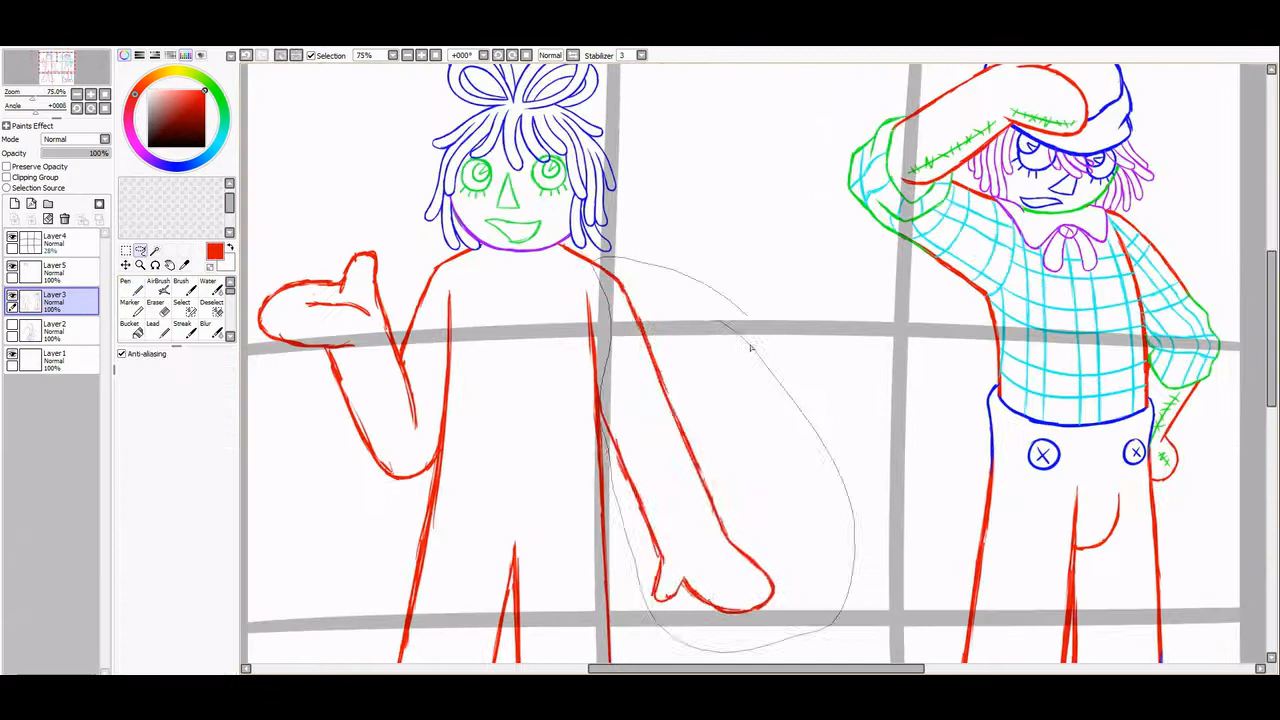 Selection 75% +000° Normal Stabilizer 3
Zoom 75.0%
Angle
Paints Effect
Mode Normal
Opacity 100%
Preserve Opacity
Clipping Group
Selection Source
Layer4
Normal
28%
Layer5
Normal
100%
Layer3
Normal
100%
Layer2
Normal
100%
Layer1
Normal
100%
Pen AirBrush Brush Water
Marker Eraser Select Deselect
Bucket Lead Streak Blur
Anti-aliasing